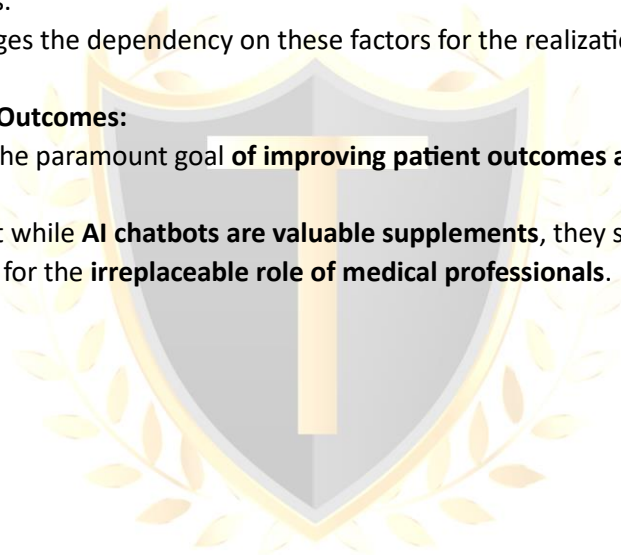 s.
ges the dependency on these factors for the realizatio
Outcomes:
he paramount goal of improving patient outcomes a
t while AI chatbots are valuable supplements, they s
for the irreplaceable role of medical professionals.
T